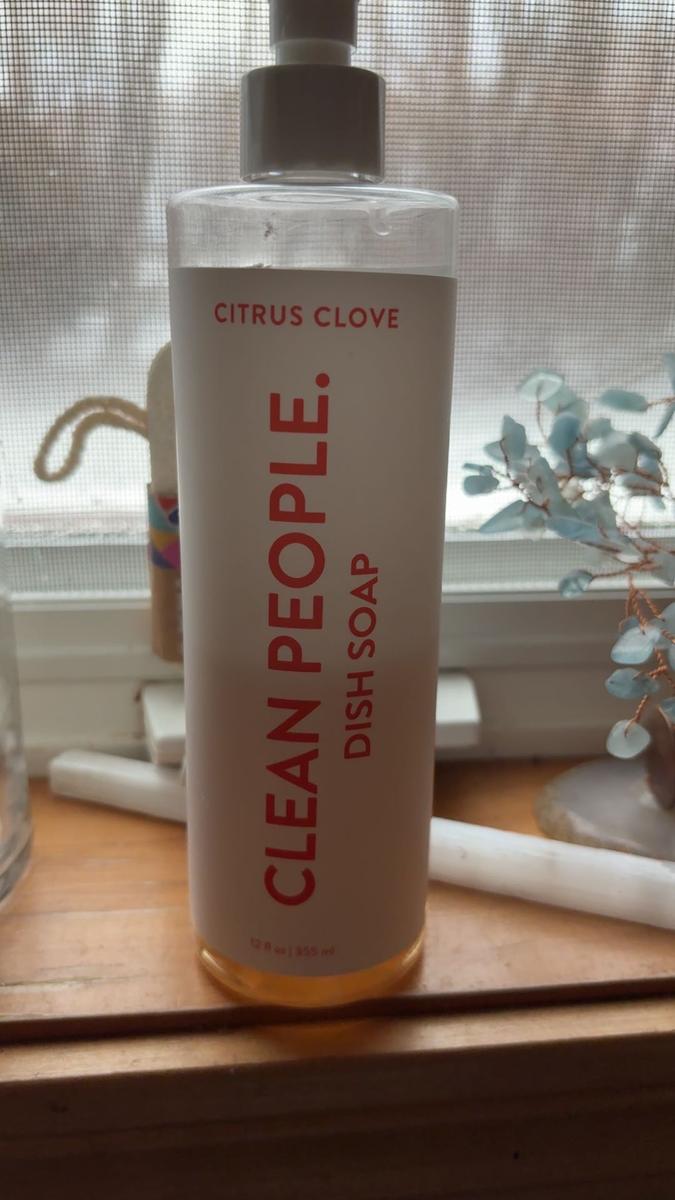 CITRUS CLOVE
CLEAN PEOPLE.
DISH SOAP
12 fl oz | 355 ml